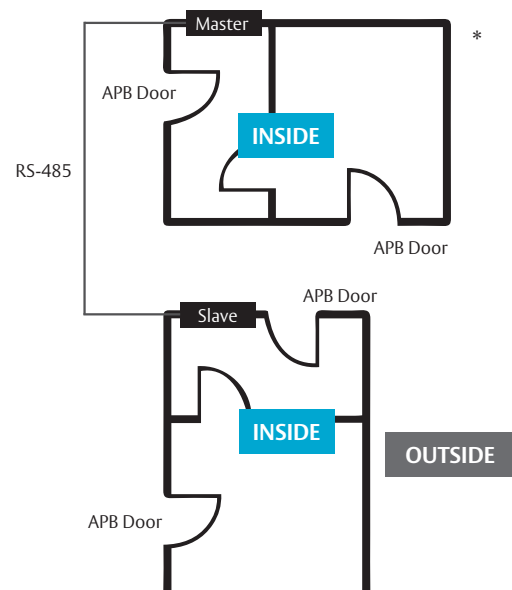 Master
*
APB Door
INSIDE
RS-485
APB Door
APB Door
Slave
INSIDE
OUTSIDE
APB Door